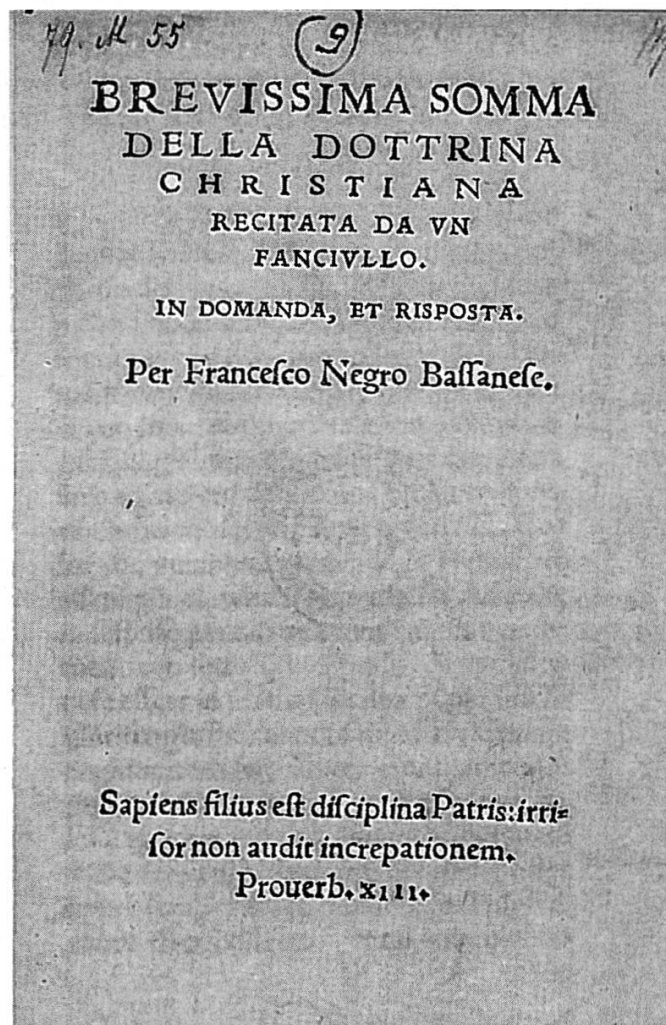 79. M 55
9
BREVISSIMA SOMMA
DELLA DOTTRINA
CHRISTIANA
RECITATA DA VN
FANCIVLLO.
IN DOMANDA, ET RISPOSTA.
Per Franceſco Negro Baſſaneſe.
Sapiens filius eſt diſciplina Patris:irri⸗
ſor non audit increpationem.
Prouerb. XIII.